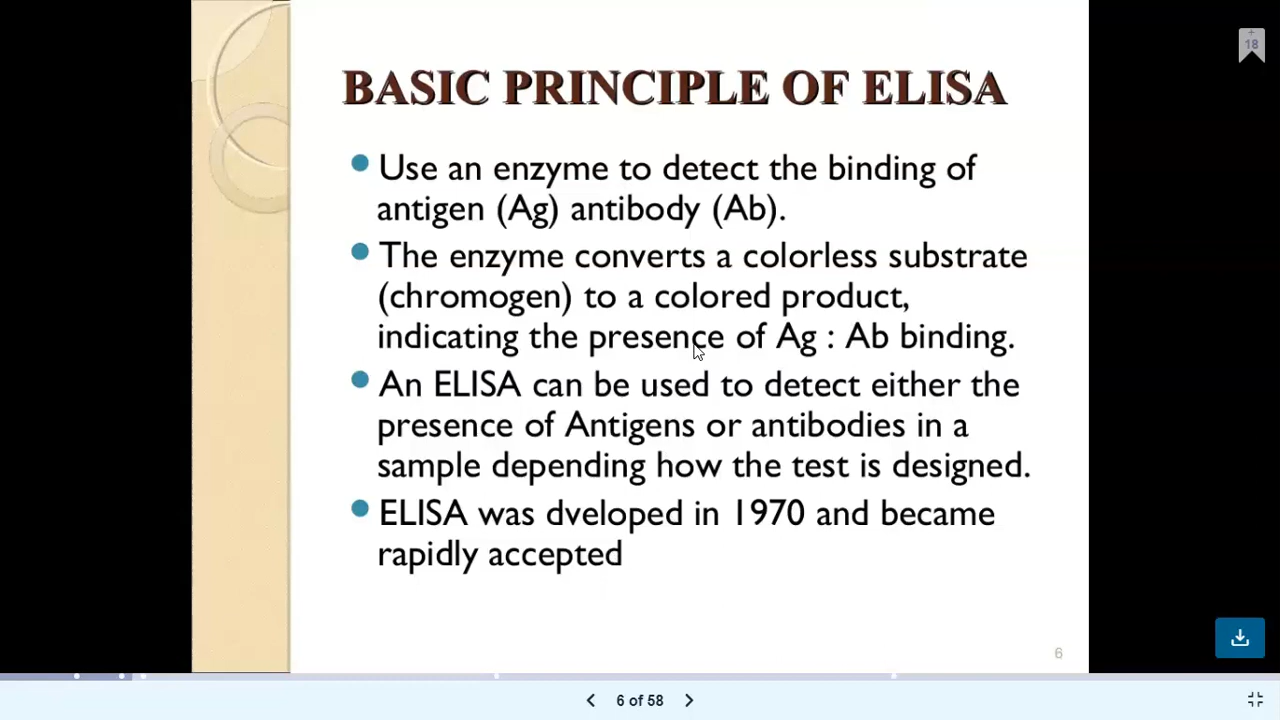 +
18
BASIC PRINCIPLE OF ELISA
Use an enzyme to detect the binding of
antigen (Ag) antibody (Ab).
The enzyme converts a colorless substrate
(chromogen) to a colored product,
indicating the presence of Ag : Ab binding.
An ELISA can be used to detect either the
presence of Antigens or antibodies in a
sample depending how the test is designed.
ELISA was dveloped in 1970 and became
rapidly accepted
6
6 of 58